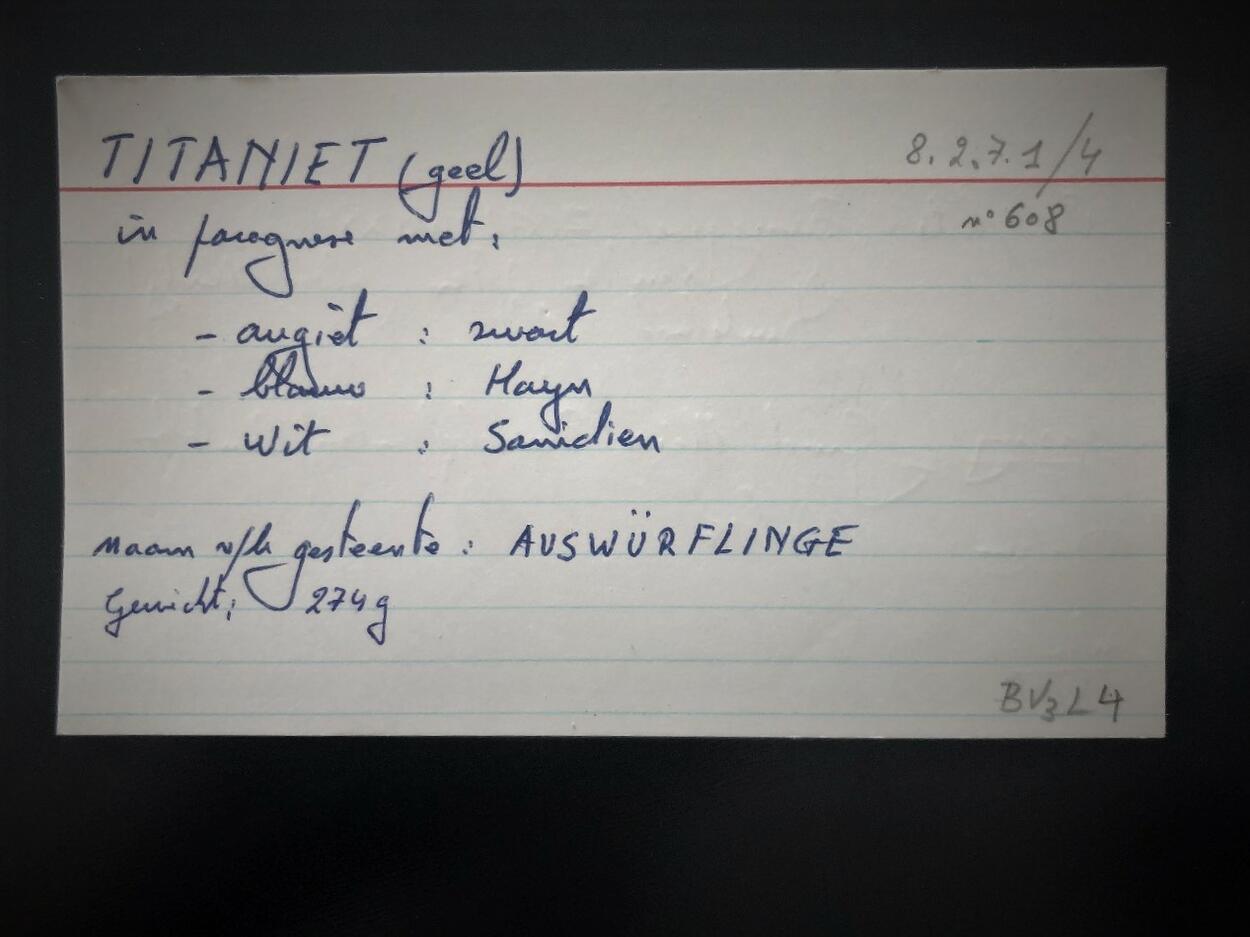 TITANIET (geel)
8.2.7.1/4
n° 608
in paragnese met:
- augiet : zwart
- blauw : Hayn
- wit : Sanidien
Naam v/h gesteente : AUSWÜRFLINGE
Gewicht: 274g
BV3L4